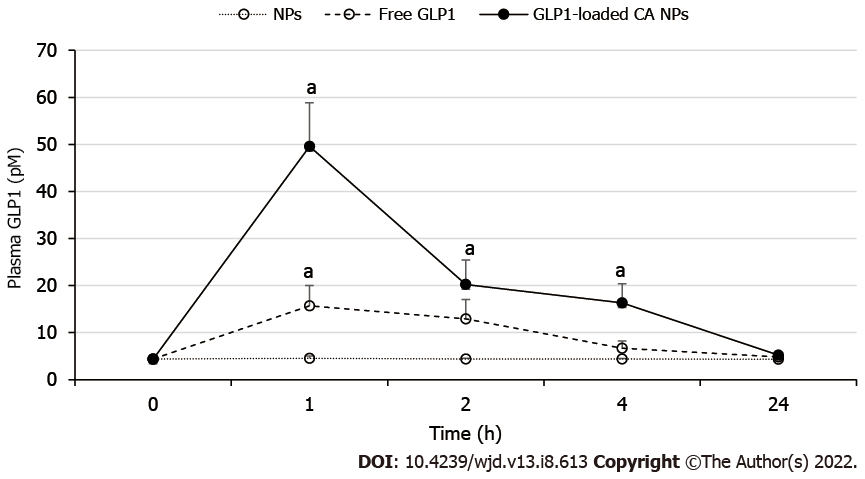 NPs Free GLP1 GLP1-loaded CA NPs
70
60
50
40
30
20
10
0
Plasma GLP1 (pM)
a
a
a
a
0 1 2 4 24
Time (h)
DOI: 10.4239/wjd.v13.i8.613 Copyright ©The Author(s) 2022.